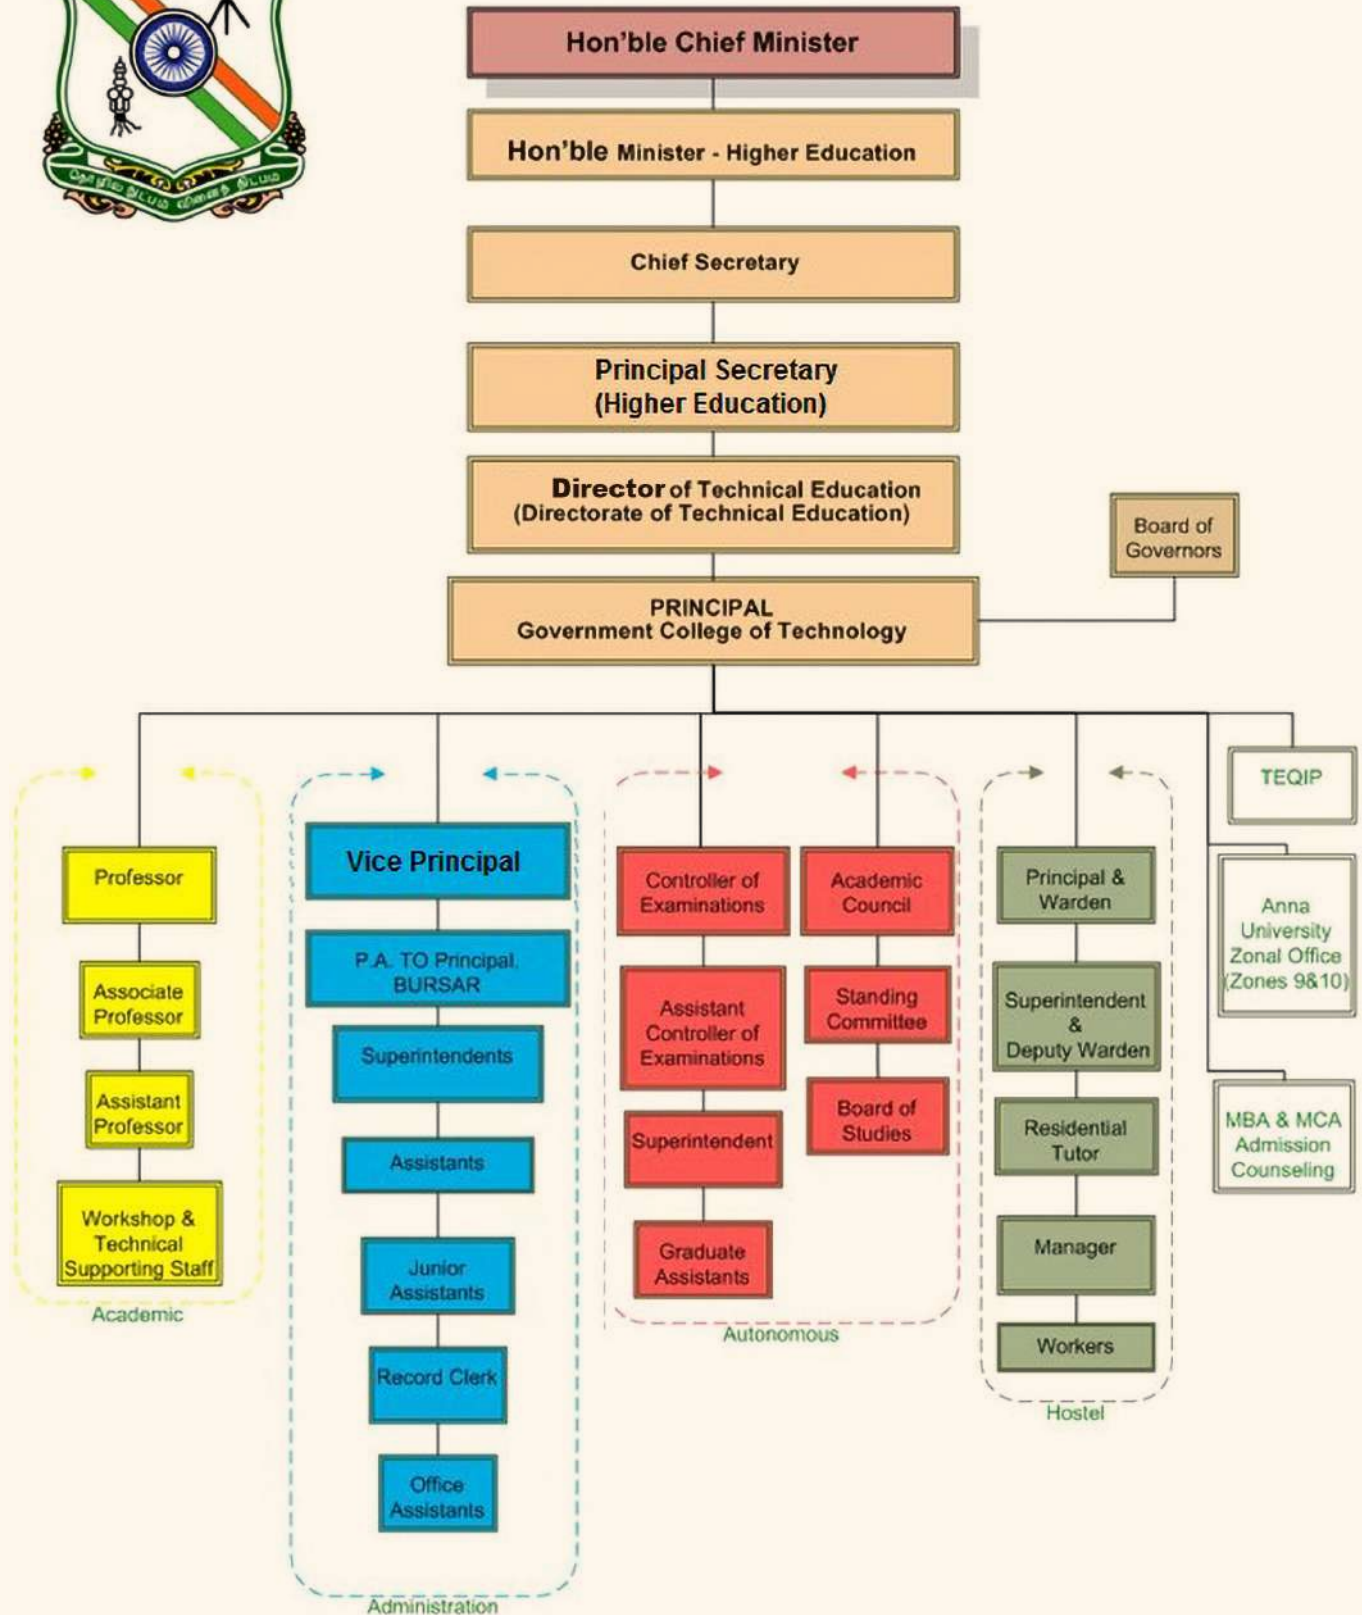 தொழில் நுட்பம் வினைத் திட்பம்
Hon'ble Chief Minister
Hon'ble Minister - Higher Education
Chief Secretary
Principal Secretary
(Higher Education)
Director of Technical Education
(Directorate of Technical Education)
Board of
Governors
PRINCIPAL
Government College of Technology
Professor
Associate
Professor
Assistant
Professor
Workshop &
Technical
Supporting Staff
Academic
Vice Principal
P.A. TO Principal,
BURSAR
Superintendents
Assistants
Junior
Assistants
Record Clerk
Office
Assistants
Administration
Controller of
Examinations
Assistant
Controller of
Examinations
Superintendent
Graduate
Assistants
Academic
Council
Standing
Committee
Board of
Studies
Autonomous
Principal &
Warden
Superintendent
&
Deputy Warden
Residential
Tutor
Manager
Workers
Hostel
TEQIP
Anna
University
Zonal Office
(Zones 9&10)
MBA & MCA
Admission
Counseling